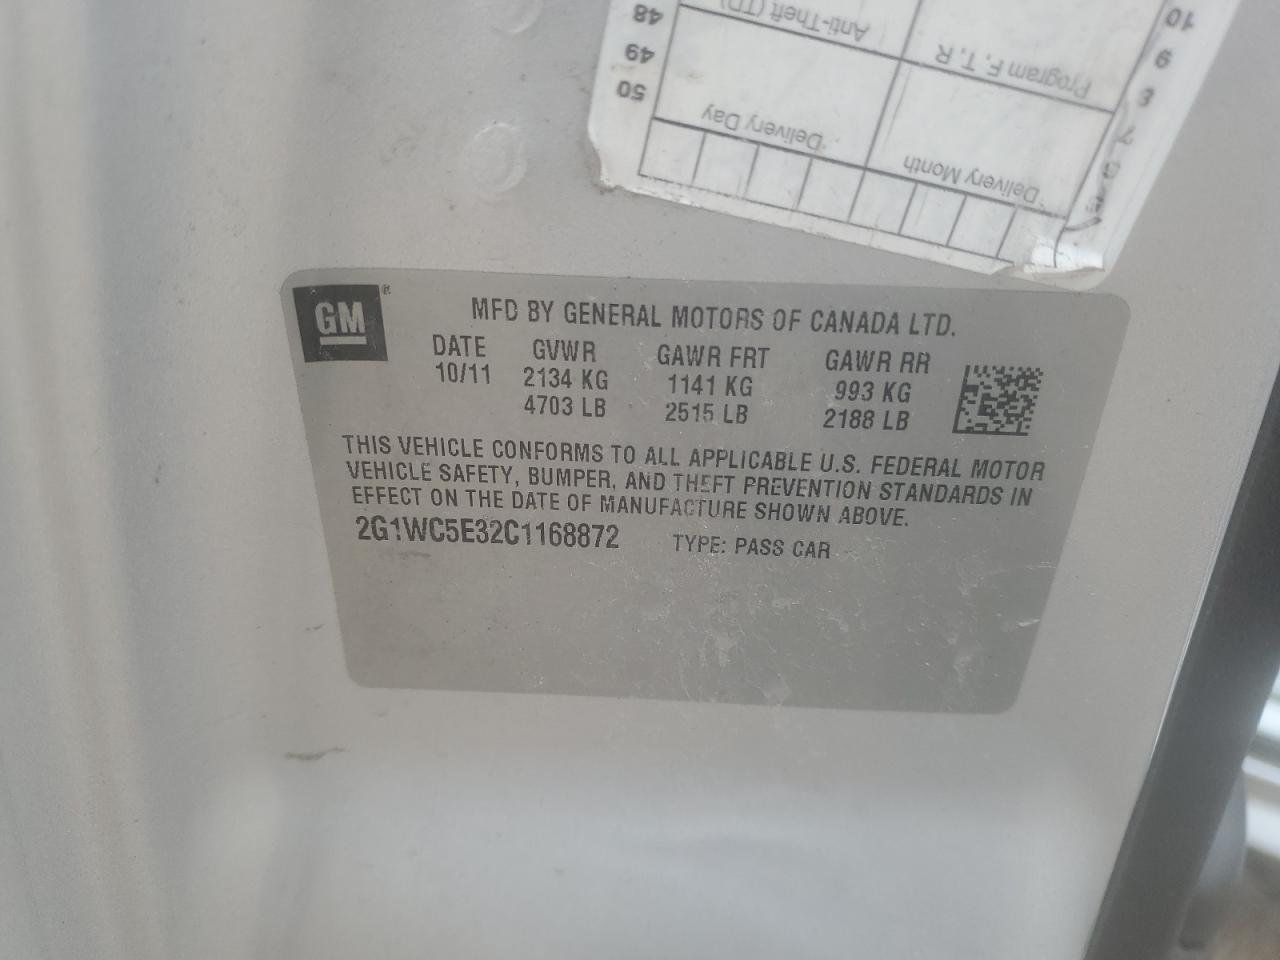 48
49
50
Anti-Theft (TD)
Program F. T. R
10
9
8
7
Delivery Day
Delivery Month
GM
®
MFD BY GENERAL MOTORS OF CANADA LTD.
DATE GVWR GAWR FRT GAWR RR
10/11 2134 KG 1141 KG 993 KG
4703 LB 2515 LB 2188 LB
THIS VEHICLE CONFORMS TO ALL APPLICABLE U.S. FEDERAL MOTOR
VEHICLE SAFETY, BUMPER, AND THEFT PREVENTION STANDARDS IN
EFFECT ON THE DATE OF MANUFACTURE SHOWN ABOVE.
2G1WC5E32C1168872 TYPE: PASS CAR